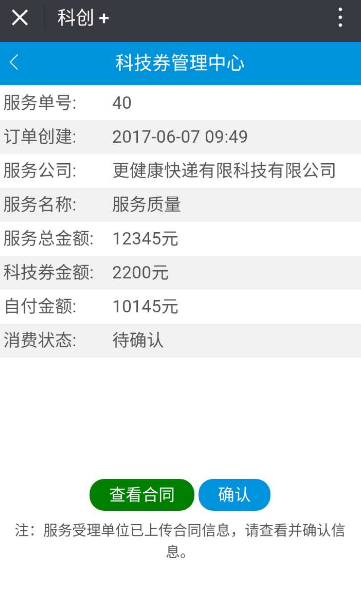 科创 +
科技券管理中心
服务单号: 40
订单创建: 2017-06-07 09:49
服务公司: 更健康快递有限科技有限公司
服务名称: 服务质量
服务总金额: 12345元
科技券金额: 2200元
自付金额: 10145元
消费状态: 待确认
查看合同 确认
注：服务受理单位已上传合同信息，请查看并确认信
息。